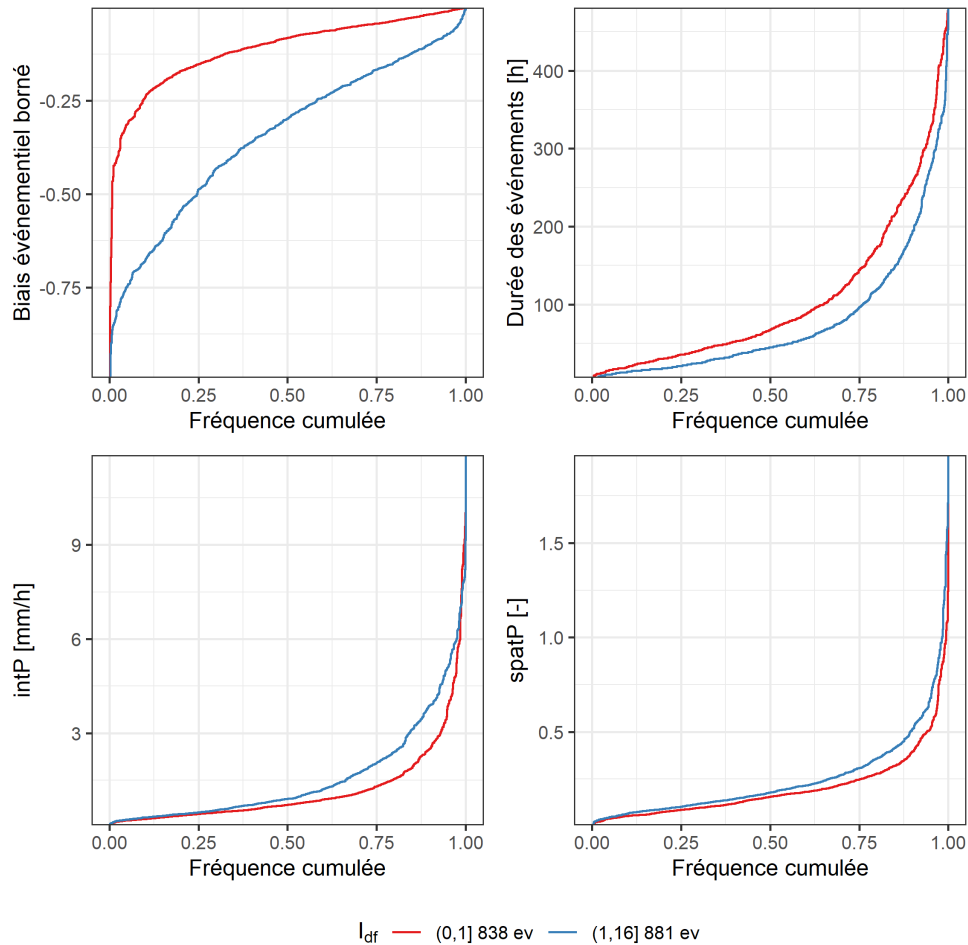 Biais événementiel borné
-0.25
-0.50
-0.75
0.00 0.25 0.50 0.75 1.00
Fréquence cumulée
Durée des événements [h]
400
300
200
100
0.00 0.25 0.50 0.75 1.00
Fréquence cumulée
intP [mm/h]
9
6
3
0.00 0.25 0.50 0.75 1.00
Fréquence cumulée
spatP [-]
1.5
1.0
0.5
0.00 0.25 0.50 0.75 1.00
Fréquence cumulée
Idf (0,1] 838 ev (1,16] 881 ev